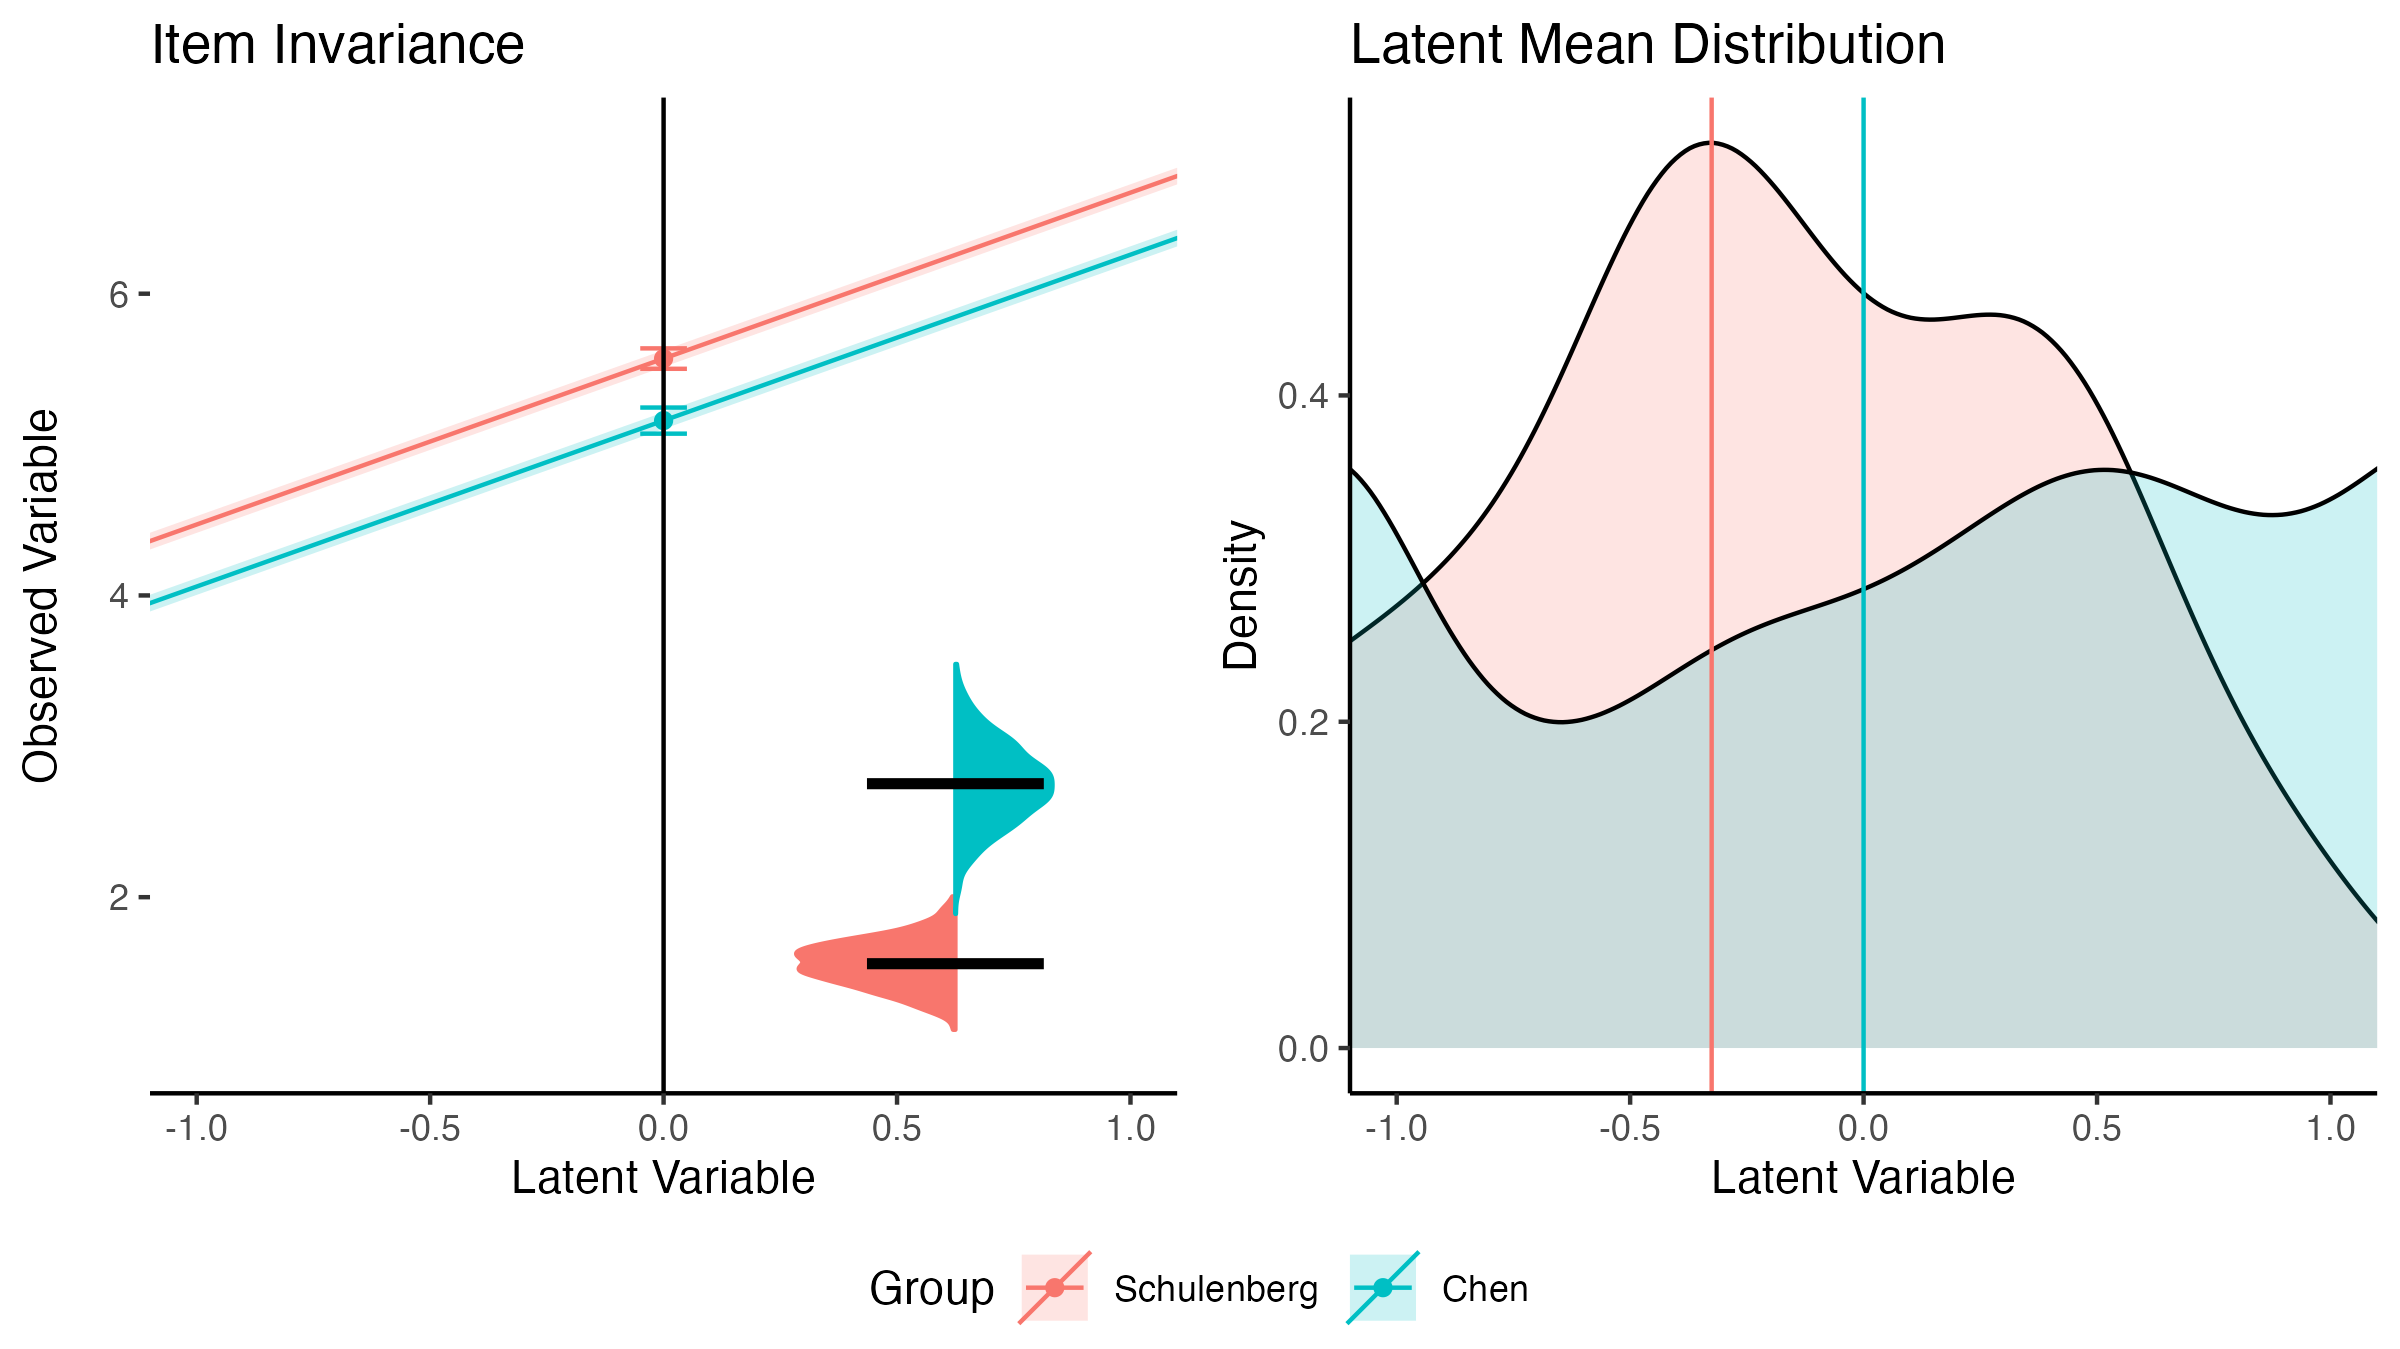 Item Invariance
Observed Variable
6
4
2
-1.0 -0.5 0.0 0.5 1.0
Latent Variable
Latent Mean Distribution
Density
0.4
0.2
0.0
-1.0 -0.5 0.0 0.5 1.0
Latent Variable
Group Schulenberg Chen